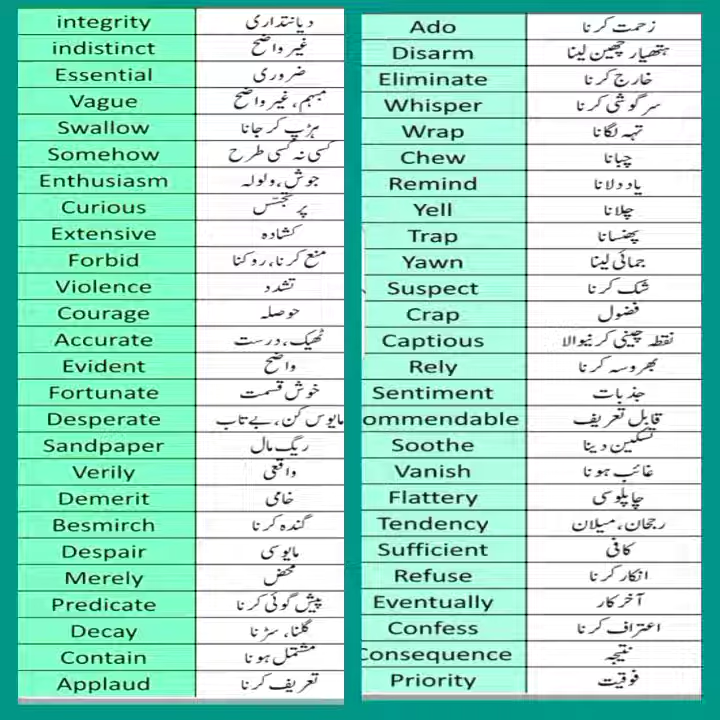 integrity دیانتداری
indistinct غیر واضح
Essential ضروری
Vague مبہم، غیر واضح
Swallow ہڑپ کر جانا
Somehow کسی نہ کسی طرح
Enthusiasm جوش، ولولہ
Curious پر تجسّس
Extensive کشادہ
Forbid منع کرنا، روکنا
Violence تشدد
Courage حوصلہ
Accurate ٹھیک، درست
Evident واضح
Fortunate خوش قسمت
Desperate مایوس کن، بے تاب
Sandpaper ریگ مال
Verily واقعی
Demerit خامی
Besmirch گندہ کرنا
Despair مایوسی
Merely محض
Predicate پیش گوئی کرنا
Decay گلنا، سڑنا
Contain مشتمل ہونا
Applaud تعریف کرنا
Ado زحمت کرنا
Disarm ہتھیار چھین لینا
Eliminate خارج کرنا
Whisper سرگوشی کرنا
Wrap تہہ لگانا
Chew چبانا
Remind یاد دلانا
Yell چلانا
Trap پھنسانا
Yawn جمائی لینا
Suspect شک کرنا
Crap فضول
Captious نقطہ چینی کرنیوالا
Rely بھروسہ کرنا
Sentiment جذبات
ommendable قابل تعریف
Soothe تسکین دینا
Vanish غائب ہونا
Flattery چاپلوسی
Tendency رجحان، میلان
Sufficient کافی
Refuse انکار کرنا
Eventually آخر کار
Confess اعتراف کرنا
Consequence نتیجہ
Priority فوقیت